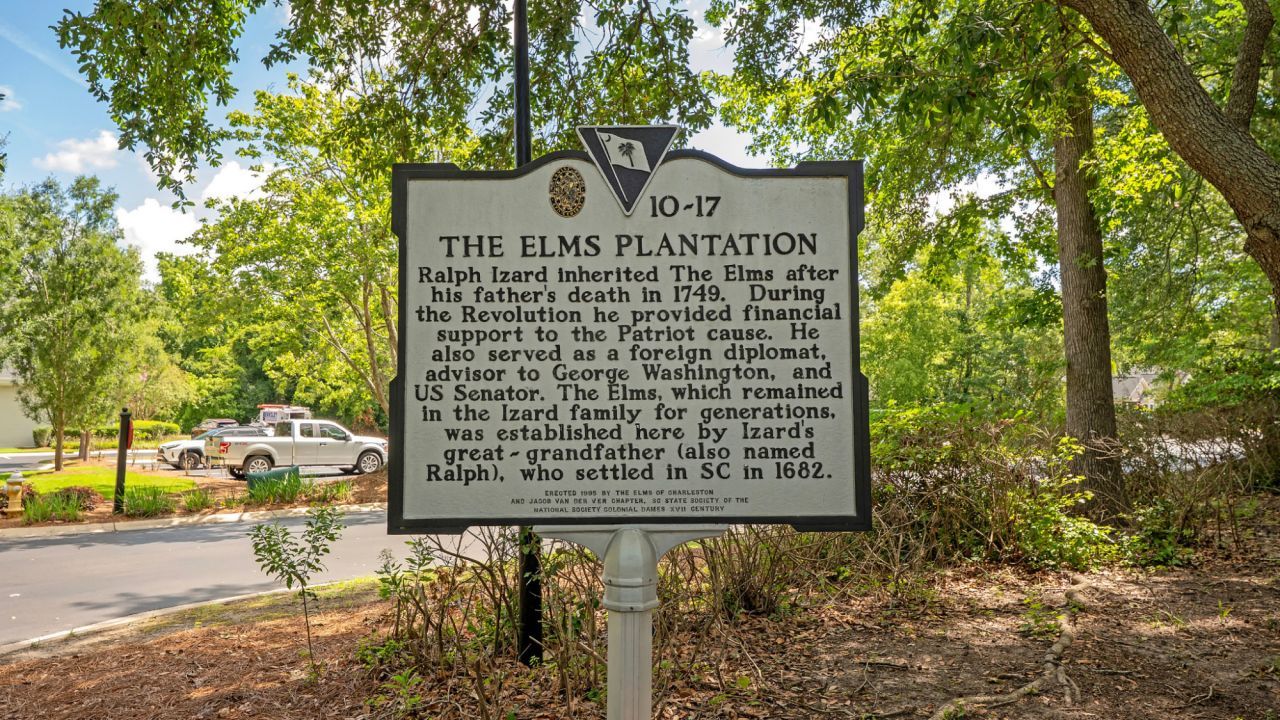 10-17
THE ELMS PLANTATION
Ralph Izard inherited The Elms after
his father's death in 1749. During
the Revolution he provided financial
support to the Patriot cause. He
also served as a foreign diplomat,
advisor to George Washington, and
US Senator. The Elms, which remained
in the Izard family for generations,
was established here by Izard's
great-grandfather (also named
Ralph), who settled in SC in 1682.
ERECTED 1995 BY THE ELMS OF CHARLESTON
AND JACOB VAN DER VER CHAPTER, SC STATE SOCIETY OF THE
NATIONAL SOCIETY COLONIAL DAMES XVII CENTURY